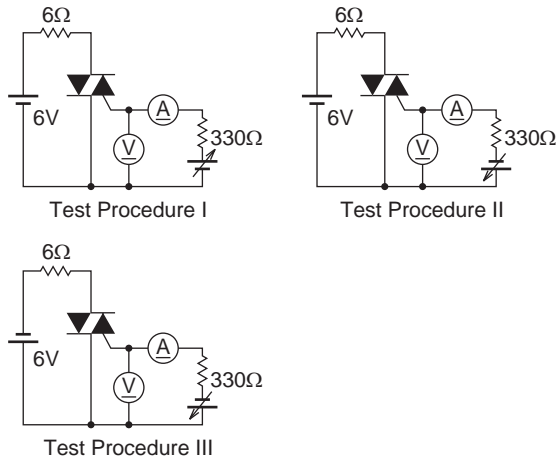 6Ω
A
6V
V
330Ω
Test Procedure I
6Ω
A
6V
V
330Ω
Test Procedure II
6Ω
A
6V
V
330Ω
Test Procedure III